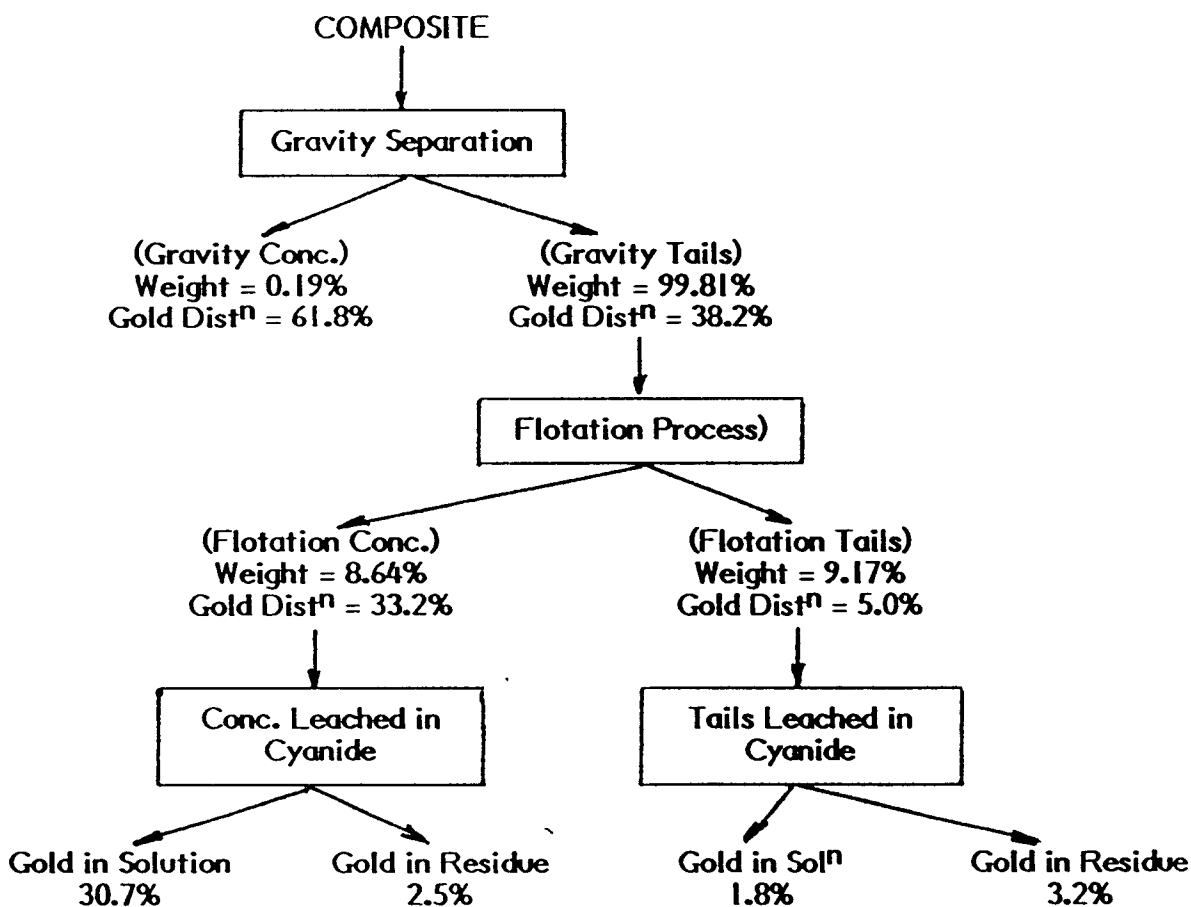 COMPOSITE
Gravity Separation
(Gravity Conc.)
Weight = 0.19%
Gold Distⁿ = 61.8%
(Gravity Tails)
Weight = 99.81%
Gold Distⁿ = 38.2%
Flotation Process)
(Flotation Conc.)
Weight = 8.64%
Gold Distⁿ = 33.2%
(Flotation Tails)
Weight = 9.17%
Gold Distⁿ = 5.0%
Conc. Leached in
Cyanide
Tails Leached in
Cyanide
Gold in Solution
30.7%
Gold in Residue
2.5%
Gold in Solⁿ
1.8%
Gold in Residue
3.2%